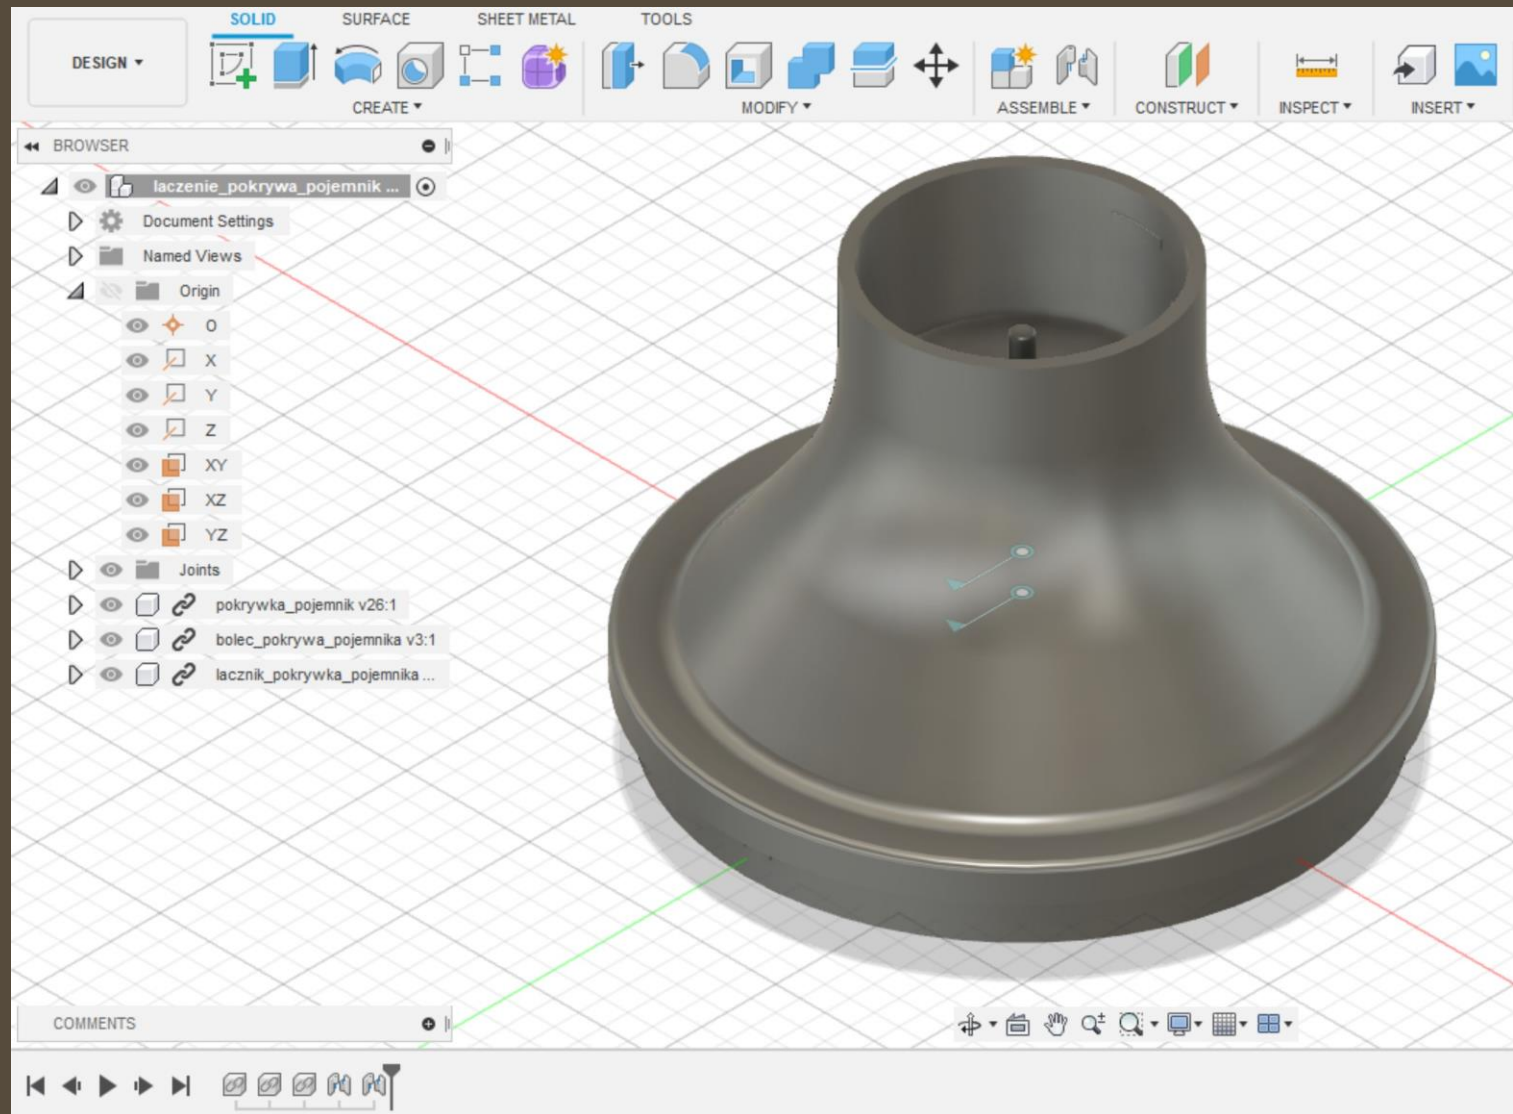 SOLID SURFACE SHEET METAL TOOLS
DESIGN
CREATE MODIFY ASSEMBLE CONSTRUCT INSPECT INSERT
BROWSER
laczenie_pokrywa_pojemnik ...
Document Settings
Named Views
Origin
O
X
Y
Z
XY
XZ
YZ
Joints
pokrywka_pojemnik v26:1
bolec_pokrywa_pojemnika v3:1
lacznik_pokrywka_pojemnika ...
COMMENTS